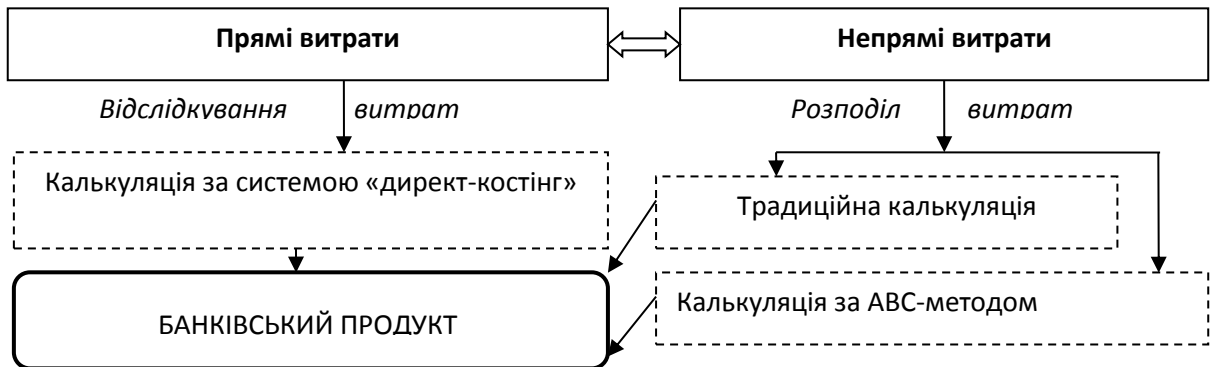 Прямі витрати
Непрямі витрати
Відслідкування витрат
Розподіл витрат
Калькуляція за системою «директ-костінг»
Традиційна калькуляція
БАНКІВСЬКИЙ ПРОДУКТ
Калькуляція за АВС-методом